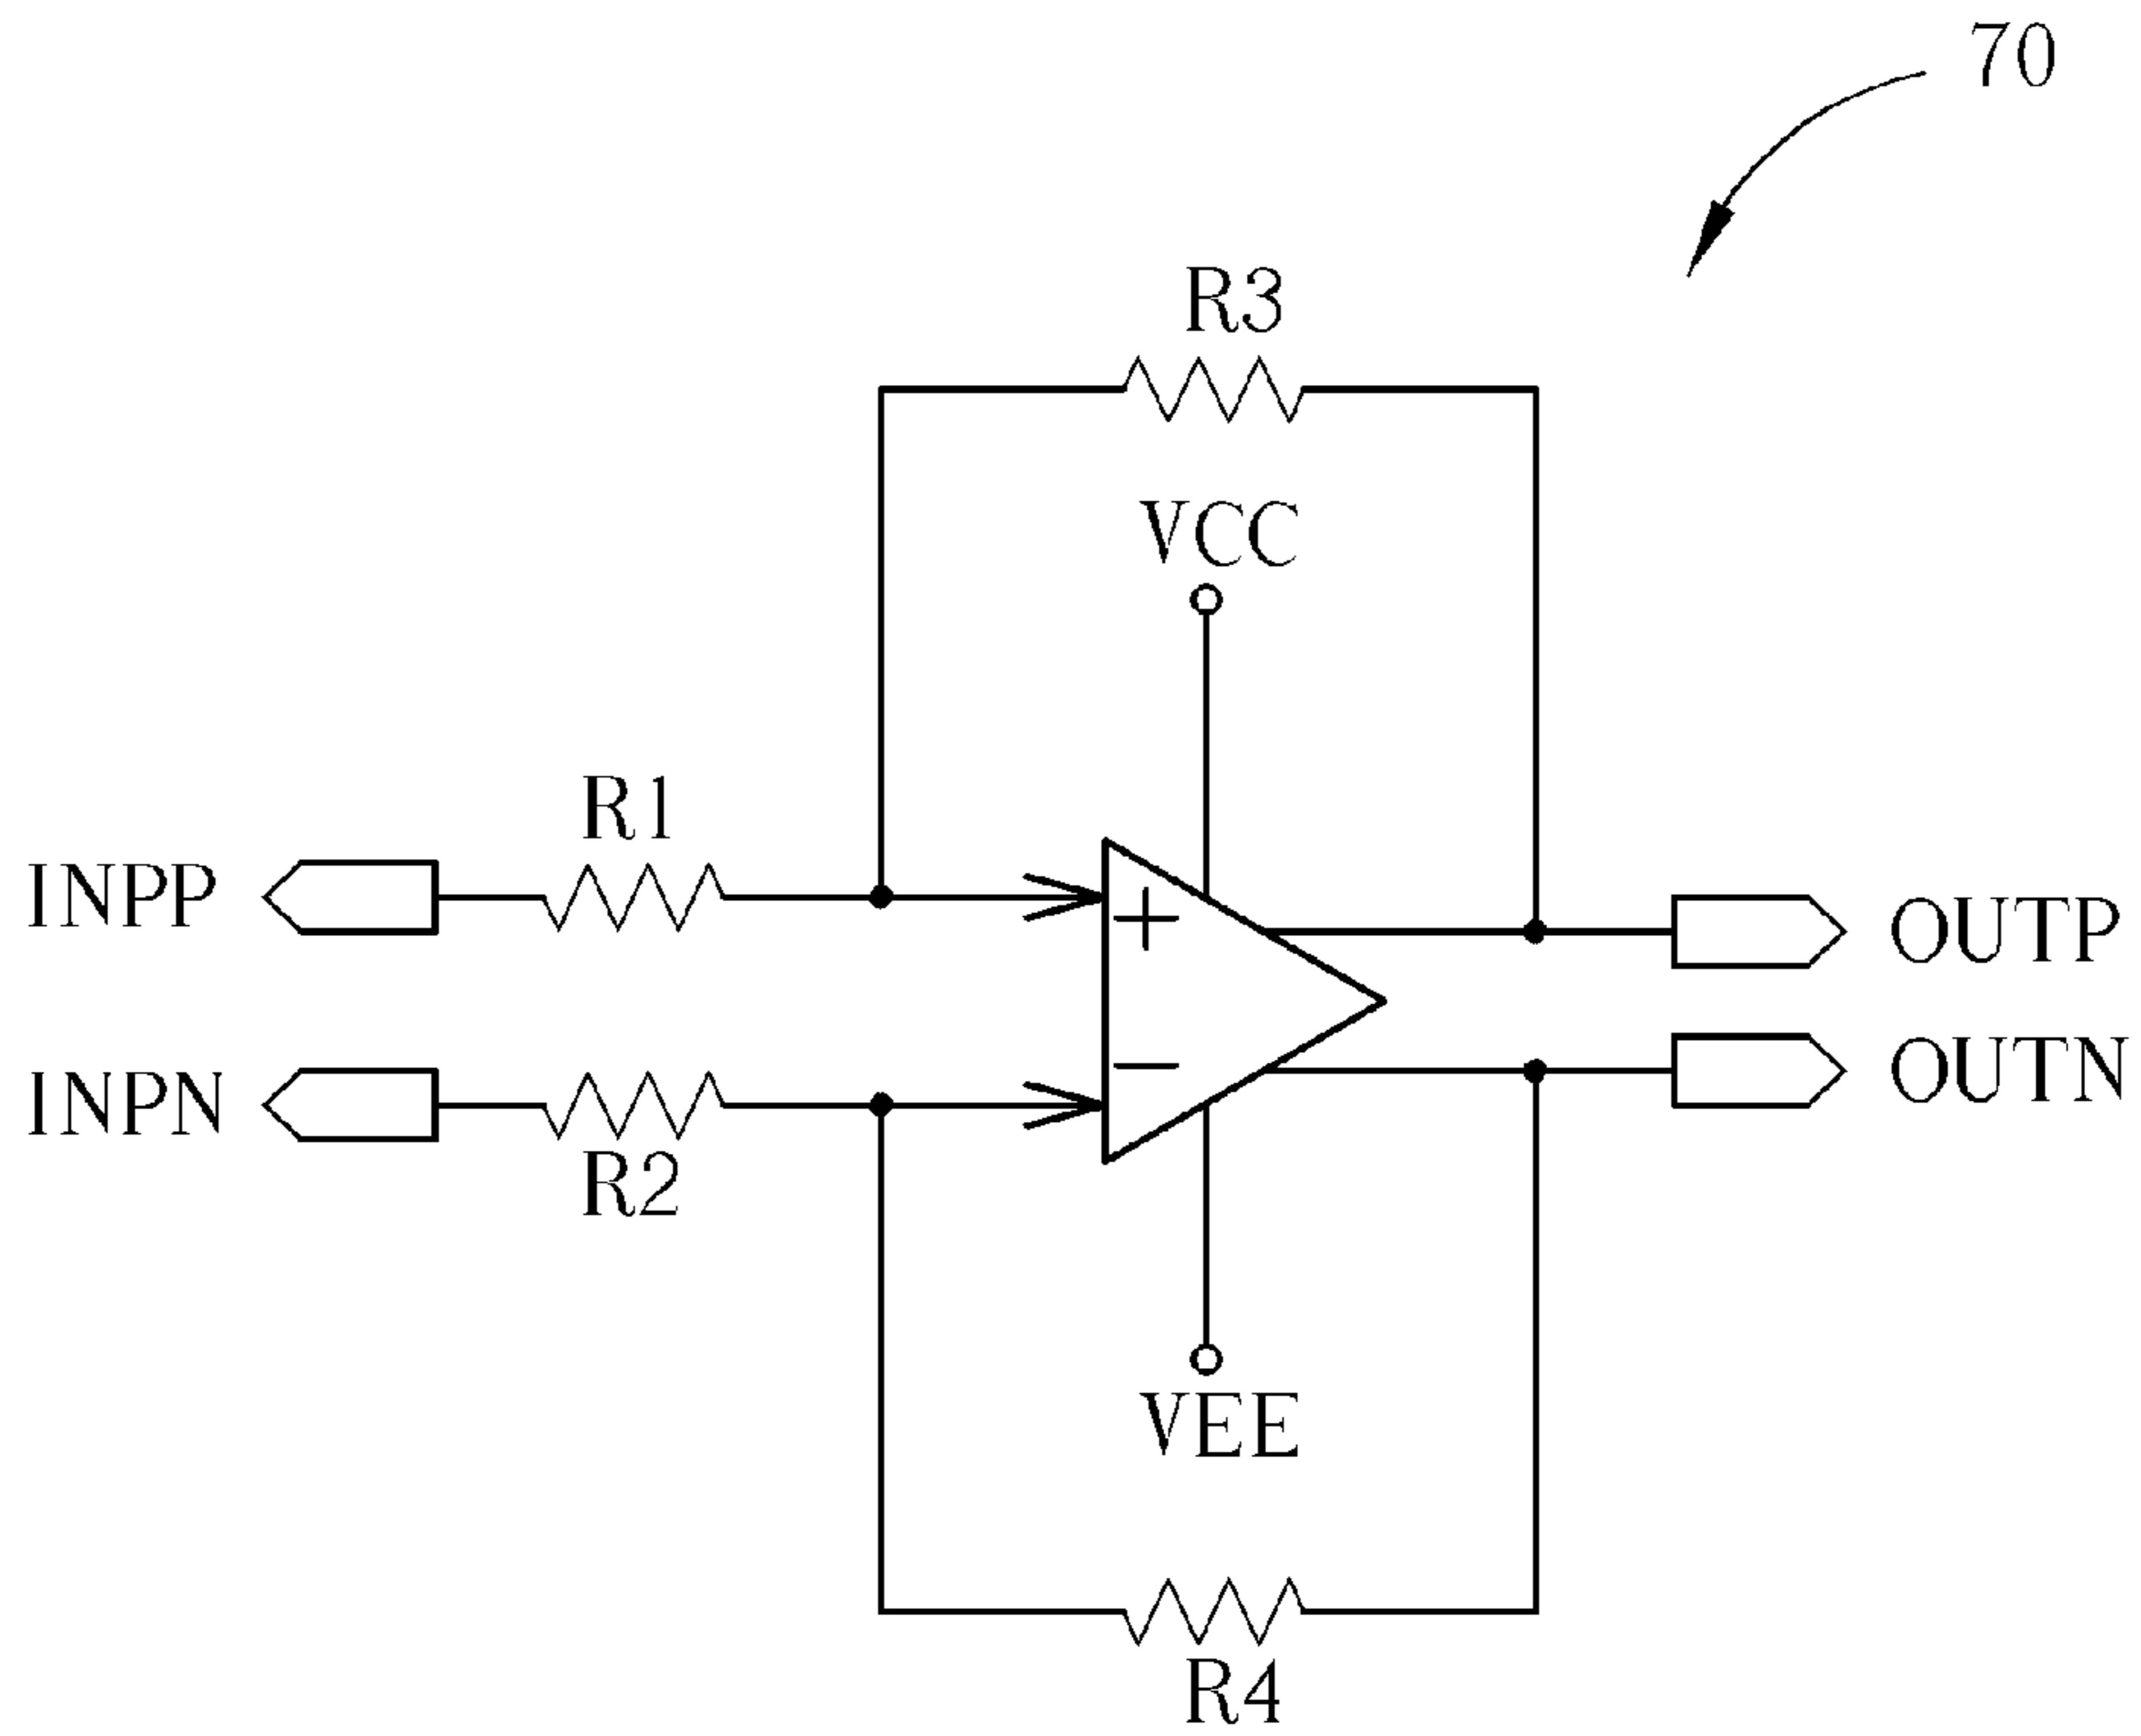 70
R3
VCC
R1
INPP
+
OUTP
INPN
−
OUTN
R2
VEE
R4